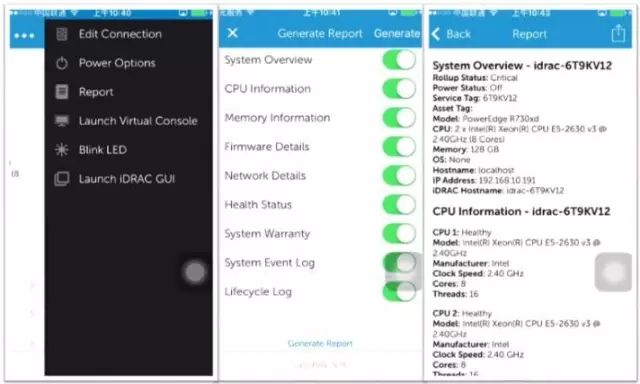 中国联通 上午10:40
Edit Connection
Power Options
Report
Launch Virtual Console
Blink LED
Launch iDRAC GUI
上午10:41
Generate Report
Generate
System Overview
CPU Information
Memory Information
Firmware Details
Network Details
Health Status
System Warranty
System Event Log
Lifecycle Log
Generate Report
中国联通 上午10:43
Back
Report
System Overview - idrac-6T9KV12
Rollup Status: Critical
Power Status: Off
Service Tag: 6T9KV12
Asset Tag:
Model: PowerEdge R730xd
CPU: 2 x Intel(R) Xeon(R) CPU E5-2630 v3 @
2.40GHz (8 Cores)
Memory: 128 GB
OS: None
Hostname: localhost
IP Address: 192.168.10.191
iDRAC Hostname: idrac-6T9KV12
CPU Information - idrac-6T9KV12
CPU 1: Healthy
Model: Intel(R) Xeon(R) CPU E5-2630 v3 @
2.40GHz
Manufacturer: Intel
Clock Speed: 2.40 GHz
Cores: 8
Threads: 16
CPU 2: Healthy
Model: Intel(R) Xeon(R) CPU E5-2630 v3 @
2.40GHz
Manufacturer: Intel
Clock Speed: 2.40 GHz
Cores: 8
Threads: 16